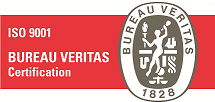 ISO 9001
BUREAU VERITAS
Certification
BUREAU VERITAS
1828